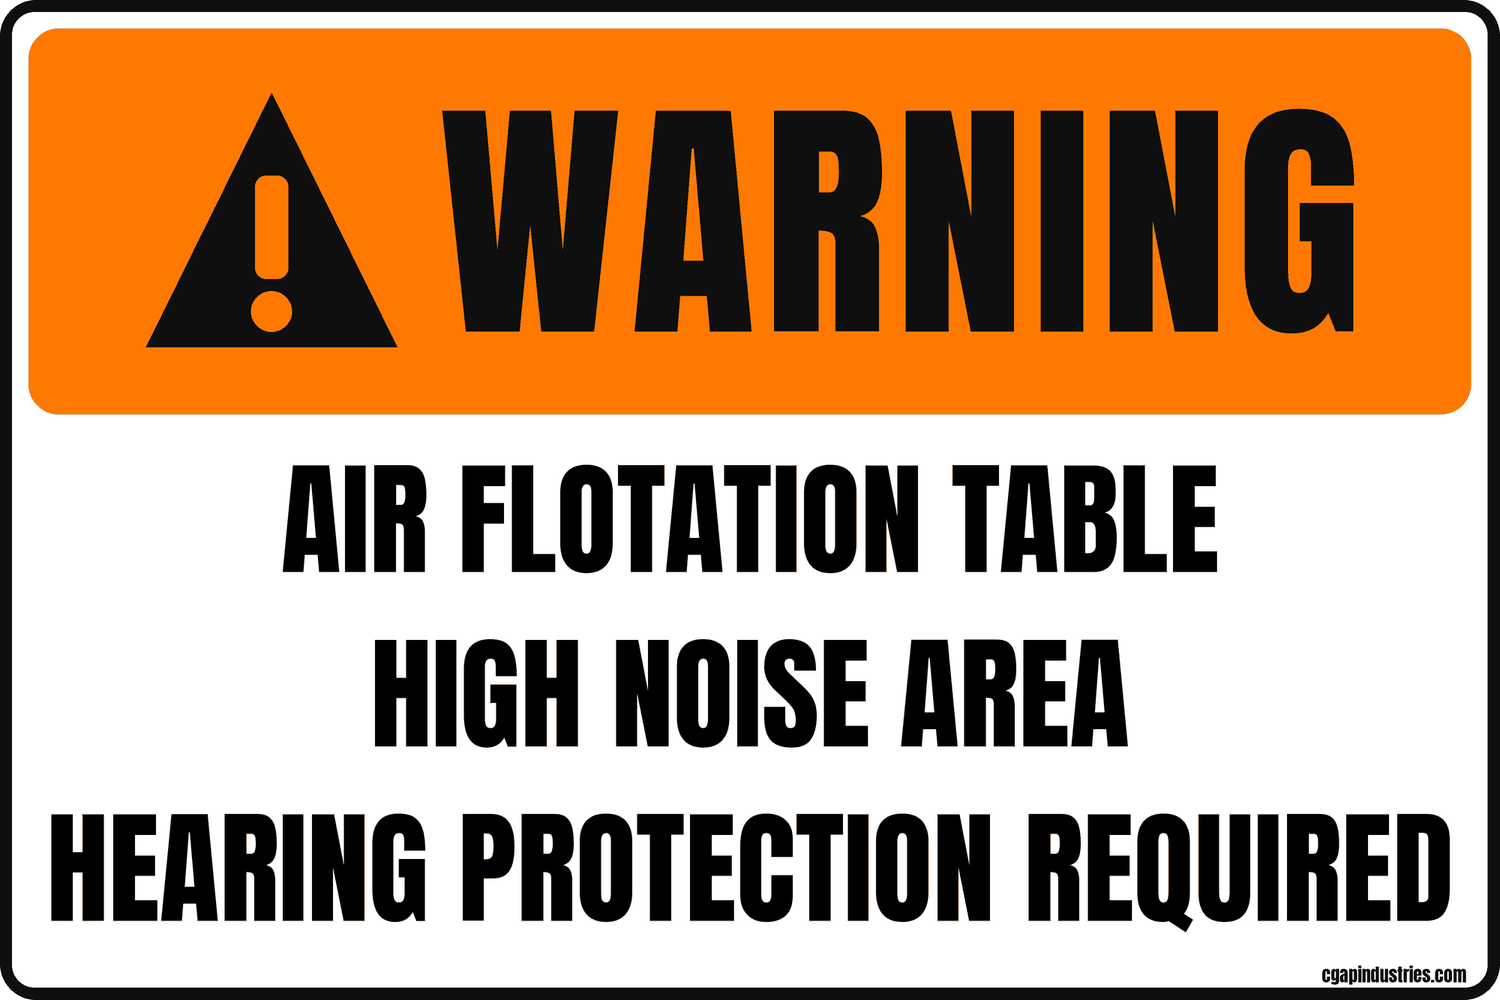 WARNING
AIR FLOTATION TABLE
HIGH NOISE AREA
HEARING PROTECTION REQUIRED
cgapindustries.com